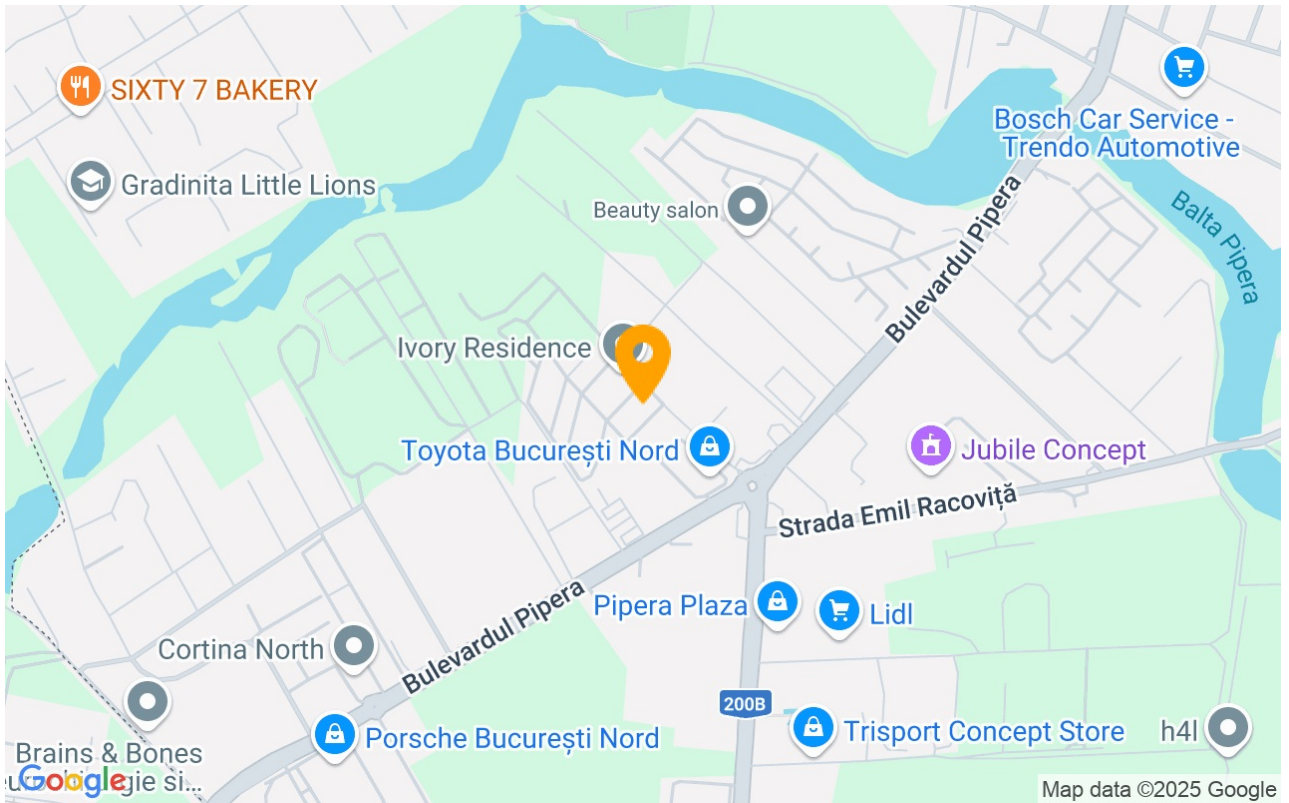 SIXTY 7 BAKERY
Bosch Car Service -
Trendo Automotive
Gradinita Little Lions
Beauty salon
Balta Pipera
Bulevardul Pipera
Ivory Residence
Toyota București Nord
Jubile Concept
Strada Emil Racoviță
Pipera Plaza
Lidl
Bulevardul Pipera
Cortina North
200B
Porsche București Nord
Trisport Concept Store
h4l
Brains & Bones
gie si...
Google
Map data ©2025 Google